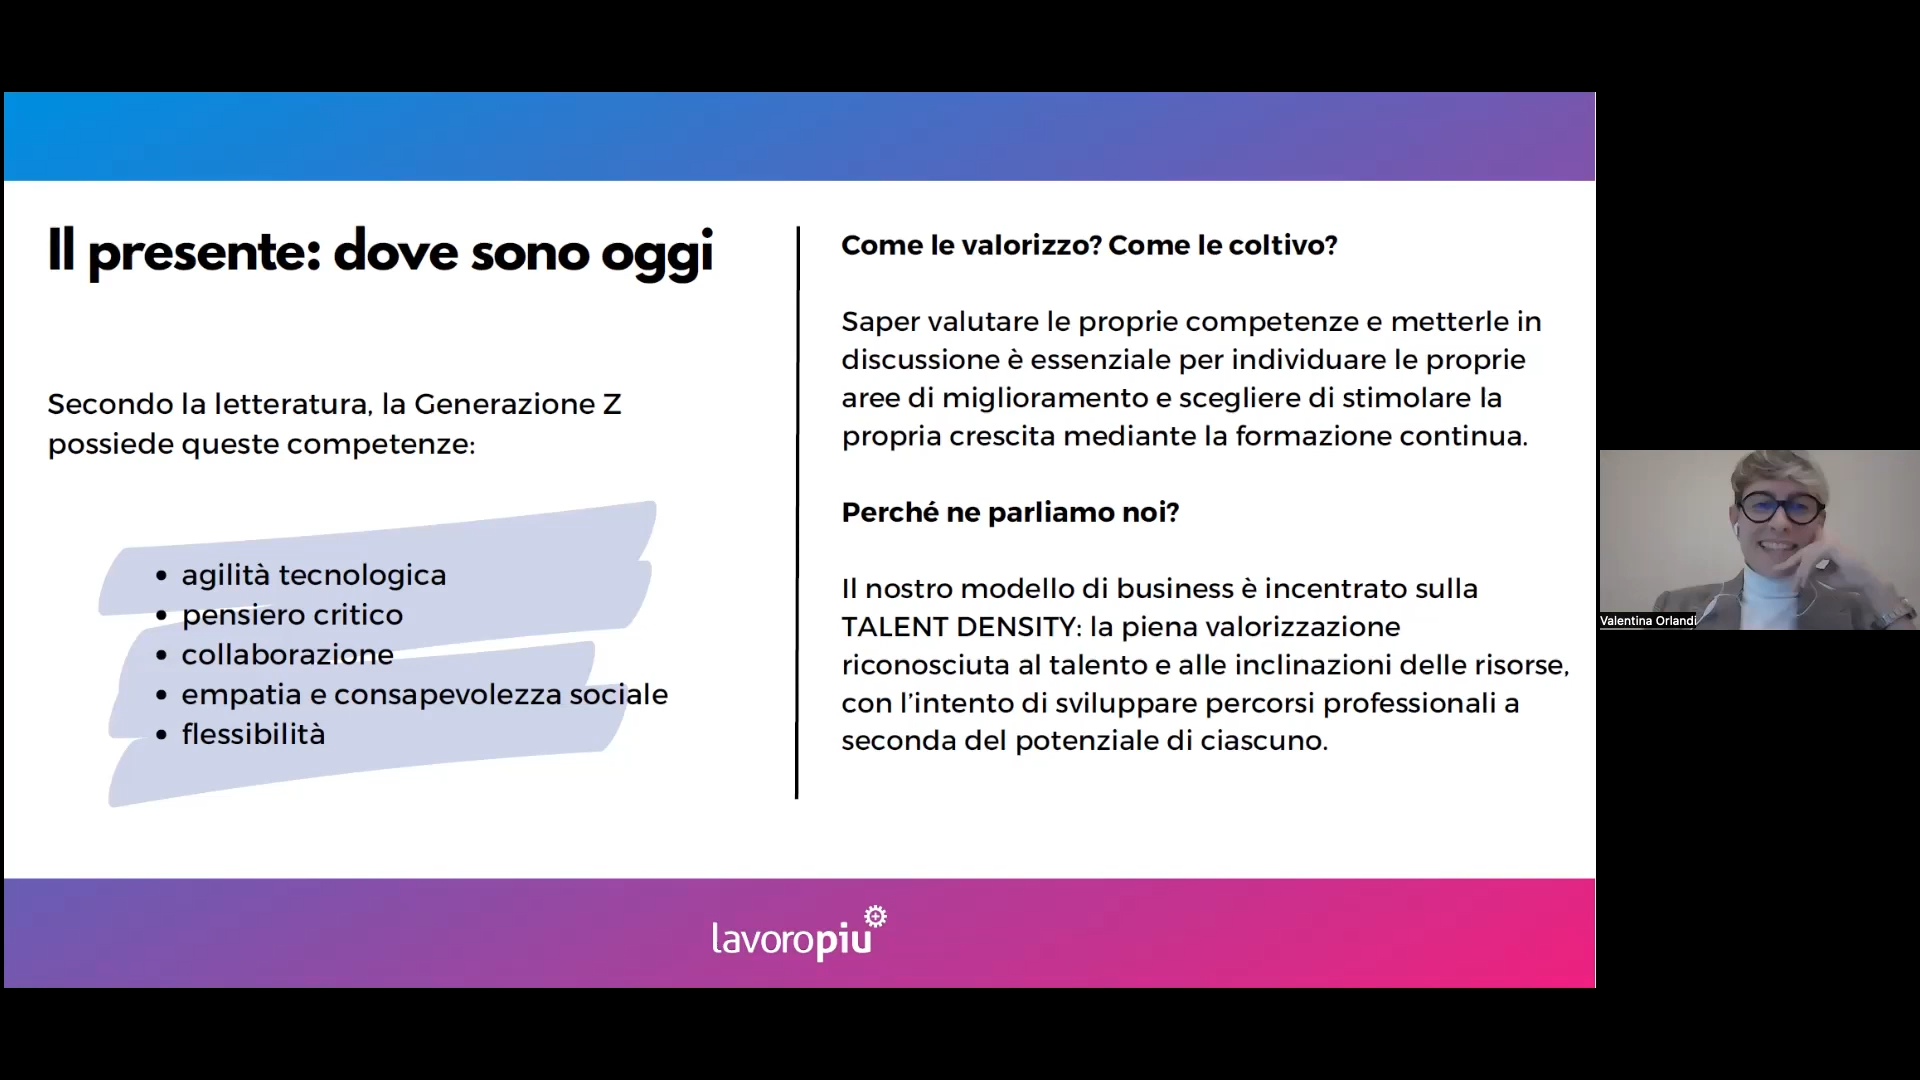 Il presente: dove sono oggi
Secondo la letteratura, la Generazione Z
possiede queste competenze:
• agilità tecnologica
• pensiero critico
• collaborazione
• empatia e consapevolezza sociale
• flessibilità
Come le valorizzo? Come le coltivo?
Saper valutare le proprie competenze e metterle in
discussione è essenziale per individuare le proprie
aree di miglioramento e scegliere di stimolare la
propria crescita mediante la formazione continua.
Perché ne parliamo noi?
Il nostro modello di business è incentrato sulla
TALENT DENSITY: la piena valorizzazione
riconosciuta al talento e alle inclinazioni delle risorse,
con l’intento di sviluppare percorsi professionali a
seconda del potenziale di ciascuno.
lavoropiu
Valentina Orlandi